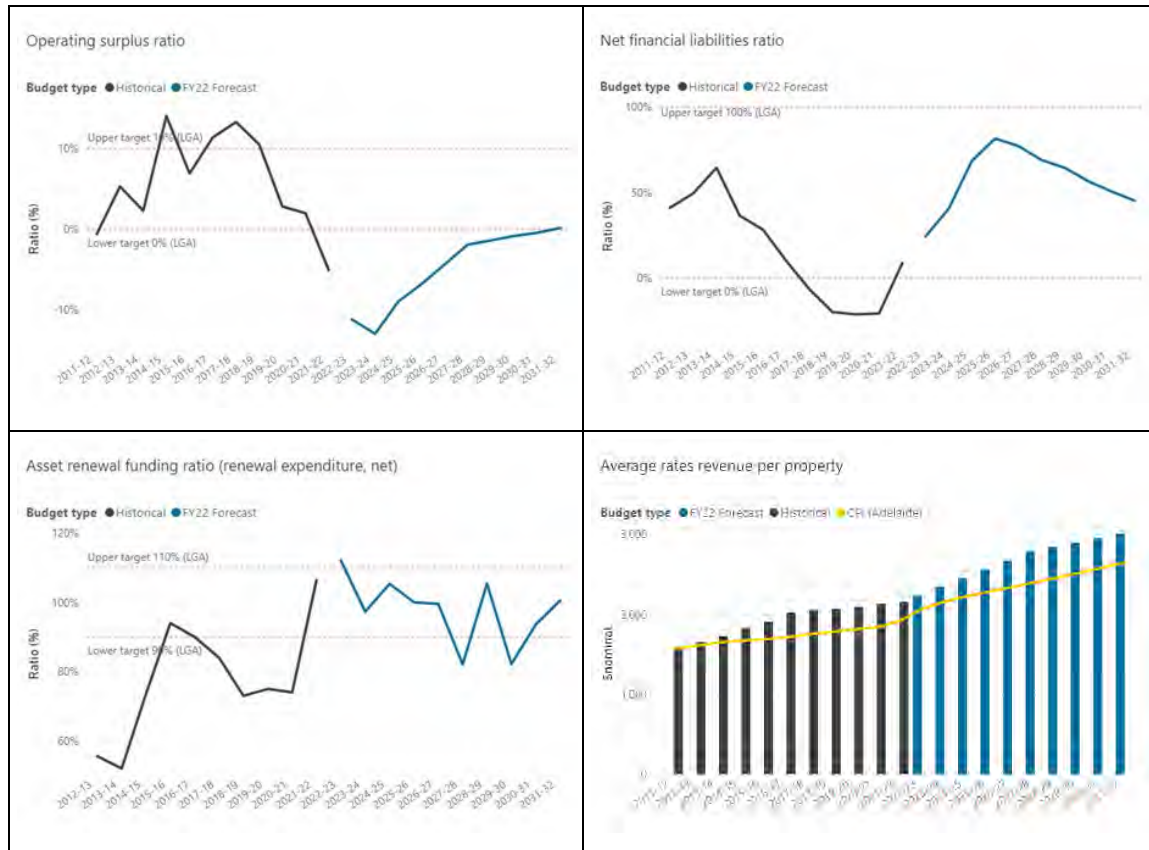 Operating surplus ratio
Budget type Historical FY22 Forecast
Upper target 10% (LGA)
10%
0%
Lower target 0% (LGA)
-10%
Ratio (%)
2011-12 2012-13 2013-14 2014-15 2015-16 2016-17 2017-18 2018-19 2019-20 2020-21 2021-22 2022-23 2023-24 2024-25 2025-26 2026-27 2027-28 2028-29 2029-30 2030-31 2031-32
Net financial liabilities ratio
Budget type Historical FY22 Forecast
100%
Upper target 100% (LGA)
50%
0%
Lower target 0% (LGA)
Ratio (%)
2011-12 2012-13 2013-14 2014-15 2015-16 2016-17 2017-18 2018-19 2019-20 2020-21 2021-22 2022-23 2023-24 2024-25 2025-26 2026-27 2027-28 2028-29 2029-30 2030-31 2031-32
Asset renewal funding ratio (renewal expenditure, net)
Budget type Historical FY22 Forecast
120%
Upper target 110% (LGA)
100%
Lower target 90% (LGA)
80%
60%
Ratio (%)
2012-13 2013-14 2014-15 2015-16 2016-17 2017-18 2018-19 2019-20 2020-21 2021-22 2022-23 2023-24 2024-25 2025-26 2026-27 2027-28 2028-29 2029-30 2030-31 2031-32
Average rates revenue per property
Budget type FY22 Forecast Historical CPI (Adelaide)
3,000
1,000
0
$nominal